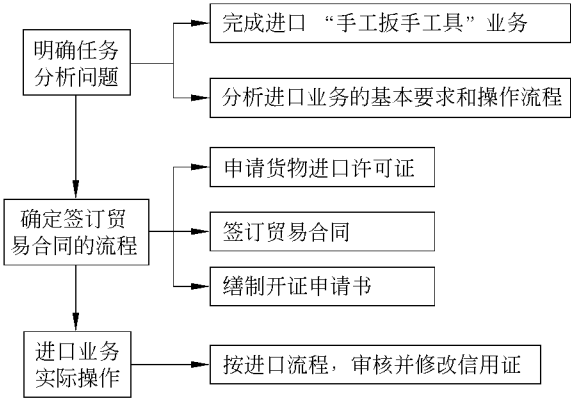 明确任务
分析问题
完成进口 “手工扳手工具” 业务
分析进口业务的基本要求和操作流程
确定签订贸
易合同的流程
申请货物进口许可证
签订贸易合同
缮制开证申请书
进口业务
实际操作
按进口流程，审核并修改信用证